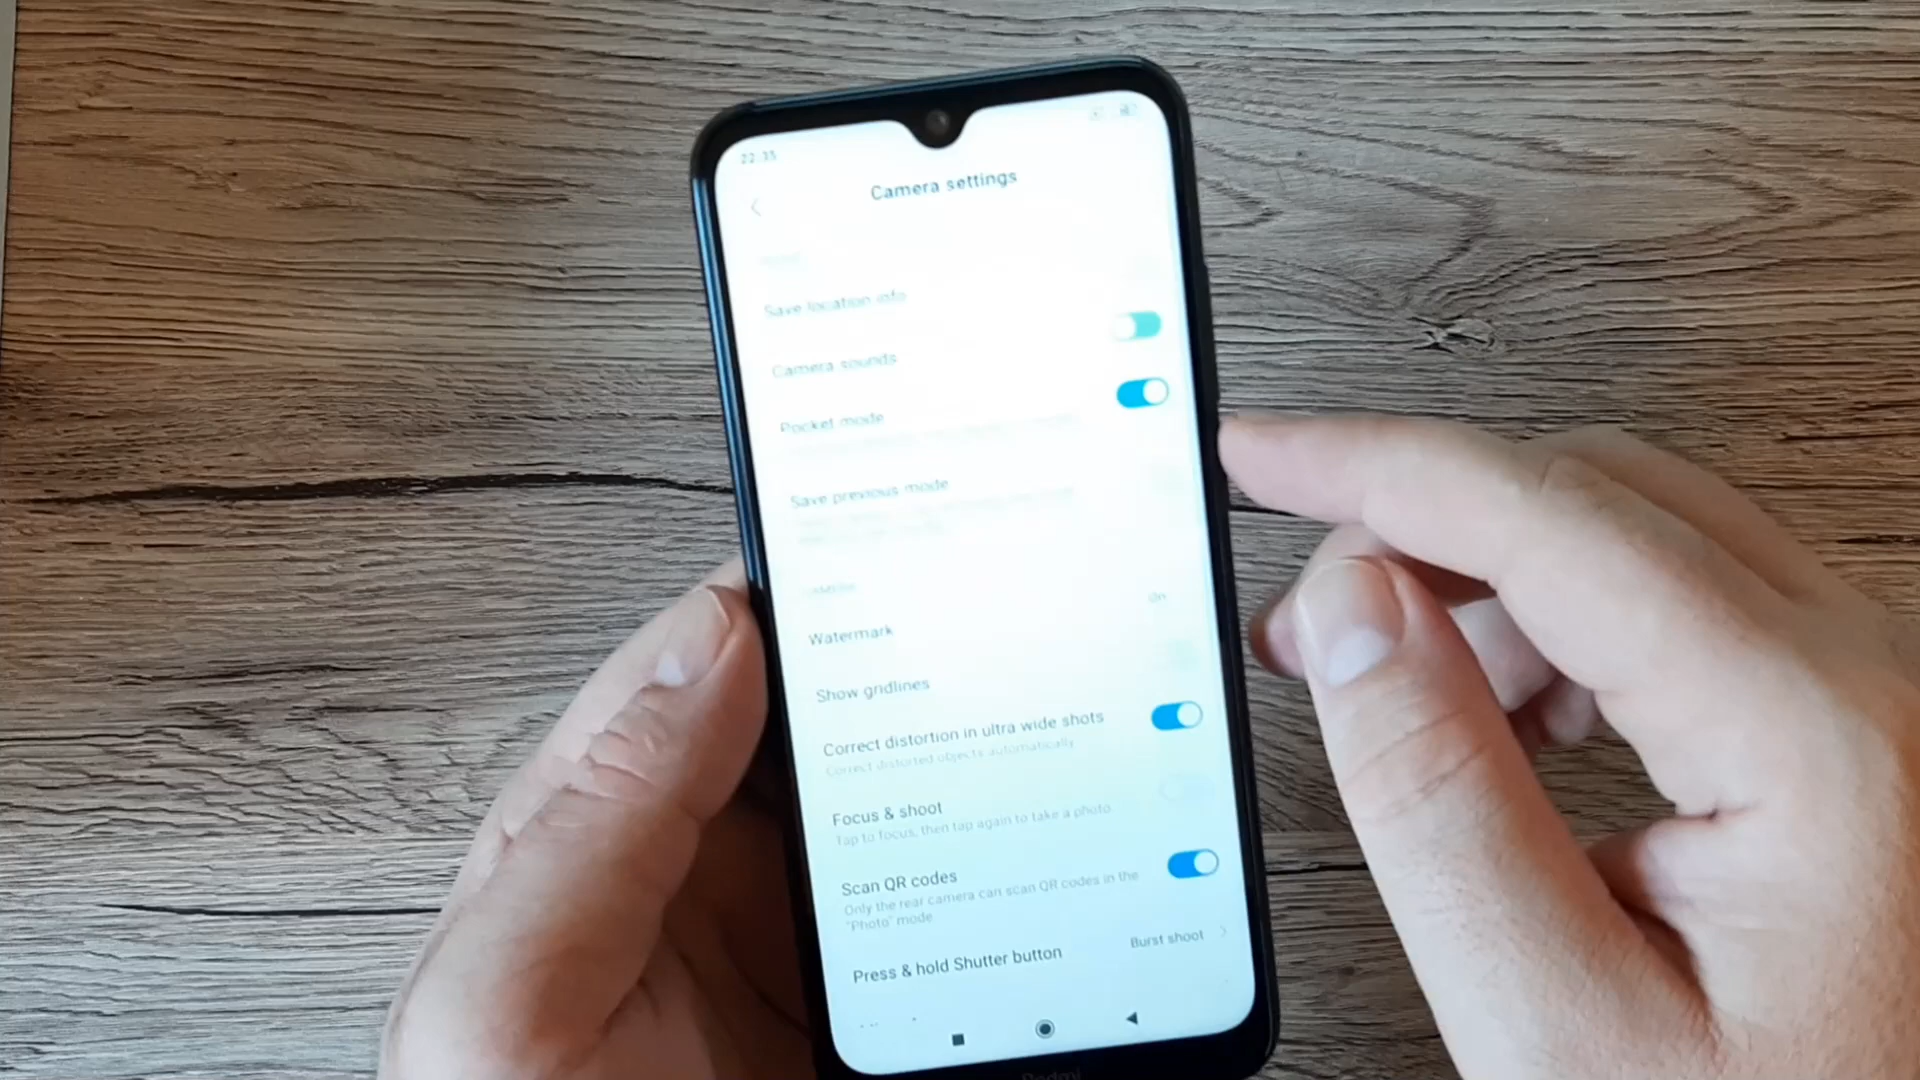 22:35
Camera settings
Save location info
Camera sounds
Pocket mode
Save previous mode
On
Watermark
Show gridlines
Correct distortion in ultra wide shots
Correct distorted objects automatically
Focus & shoot
Tap to focus, then tap again to take a photo
Scan QR codes
Only the rear camera can scan QR codes in the
"Photo" mode
Press & hold Shutter button Burst shoot
Redmi